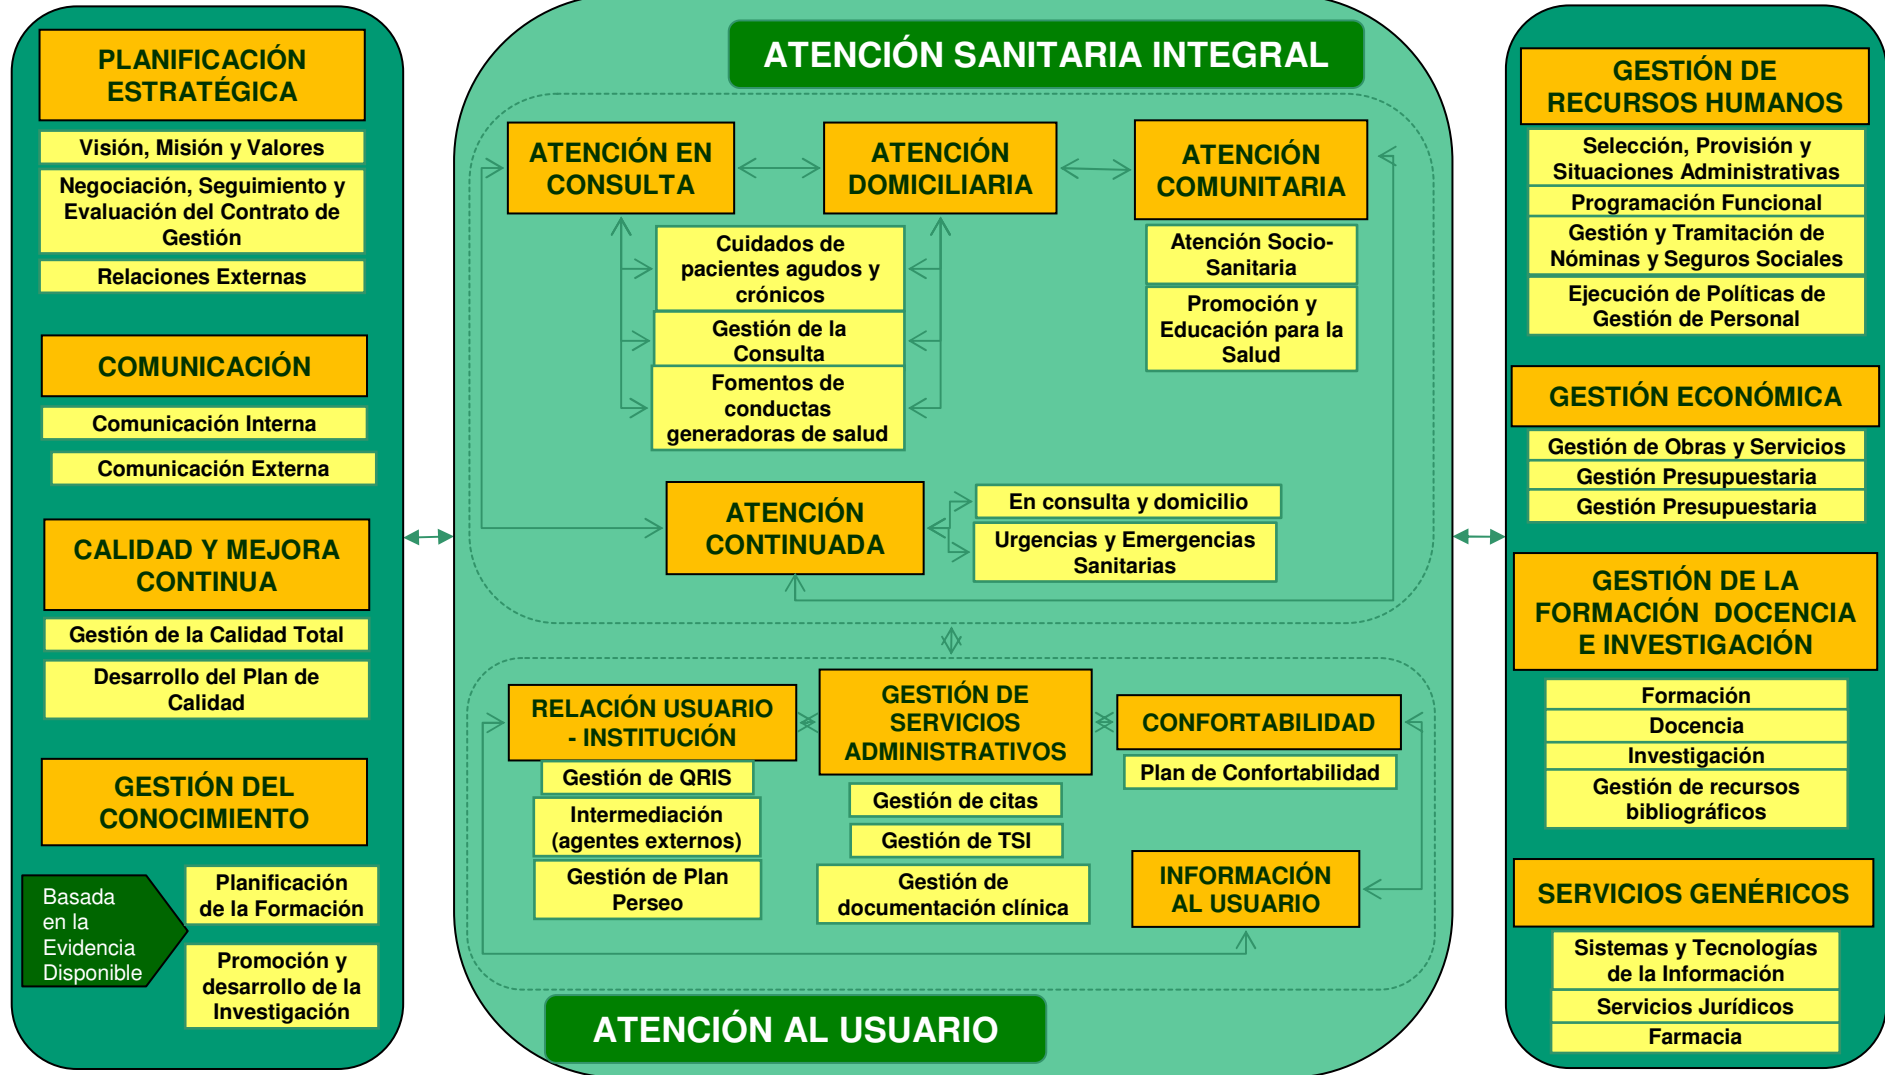 PLANIFICACIÓN
ESTRATÉGICA
Visión, Misión y Valores
Negociación, Seguimiento y
Evaluación del Contrato de
Gestión
Relaciones Externas
COMUNICACIÓN
Comunicación Interna
Comunicación Externa
CALIDAD Y MEJORA
CONTINUA
Gestión de la Calidad Total
Desarrollo del Plan de
Calidad
GESTIÓN DEL
CONOCIMIENTO
Basada
en la
Evidencia
Disponible
Planificación
de la Formación
Promoción y
desarrollo de la
Investigación
ATENCIÓN SANITARIA INTEGRAL
ATENCIÓN EN
CONSULTA
ATENCIÓN
DOMICILIARIA
ATENCIÓN
COMUNITARIA
Cuidados de
pacientes agudos y
crónicos
Gestión de la
Consulta
Fomentos de
conductas
generadoras de salud
Atención Socio-
Sanitaria
Promoción y
Educación para la
Salud
ATENCIÓN
CONTINUADA
En consulta y domicilio
Urgencias y Emergencias
Sanitarias
RELACIÓN USUARIO
- INSTITUCIÓN
Gestión de QRIS
Intermediación
(agentes externos)
Gestión de Plan
Perseo
GESTIÓN DE
SERVICIOS
ADMINISTRATIVOS
Gestión de citas
Gestión de TSI
Gestión de
documentación clínica
CONFORTABILIDAD
Plan de Confortabilidad
INFORMACIÓN
AL USUARIO
ATENCIÓN AL USUARIO
GESTIÓN DE
RECURSOS HUMANOS
Selección, Provisión y
Situaciones Administrativas
Programación Funcional
Gestión y Tramitación de
Nóminas y Seguros Sociales
Ejecución de Políticas de
Gestión de Personal
GESTIÓN ECONÓMICA
Gestión de Obras y Servicios
Gestión Presupuestaria
Gestión Presupuestaria
GESTIÓN DE LA
FORMACIÓN DOCENCIA
E INVESTIGACIÓN
Formación
Docencia
Investigación
Gestión de recursos
bibliográficos
SERVICIOS GENÉRICOS
Sistemas y Tecnologías
de la Información
Servicios Jurídicos
Farmacia